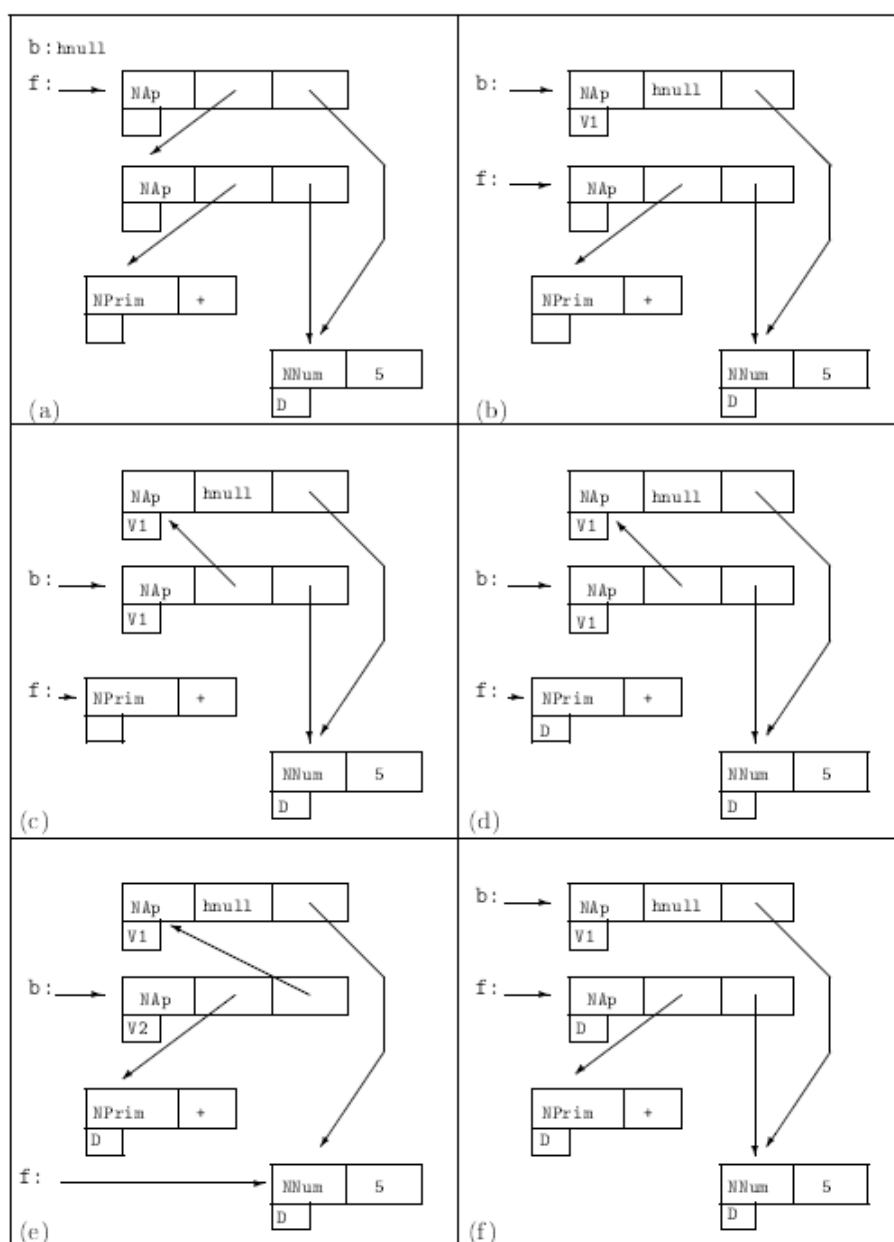 b: hnull
f:
NAp
NAp
NPrim +
NNum 5
D
(a)
b: NAp hnull
V1
f: NAp
NPrim +
NNum 5
D
(b)
NAp hnull
V1
b: NAp
V1
f: NPrim +
NNum 5
D
(c)
NAp hnull
V1
b: NAp
V1
f: NPrim +
D
NNum 5
D
(d)
NAp hnull
V1
b: NAp
V2
NPrim +
D
f: NNum 5
D
(e)
b: NAp hnull
V1
f: NAp
D
NPrim +
D
NNum 5
D
(f)